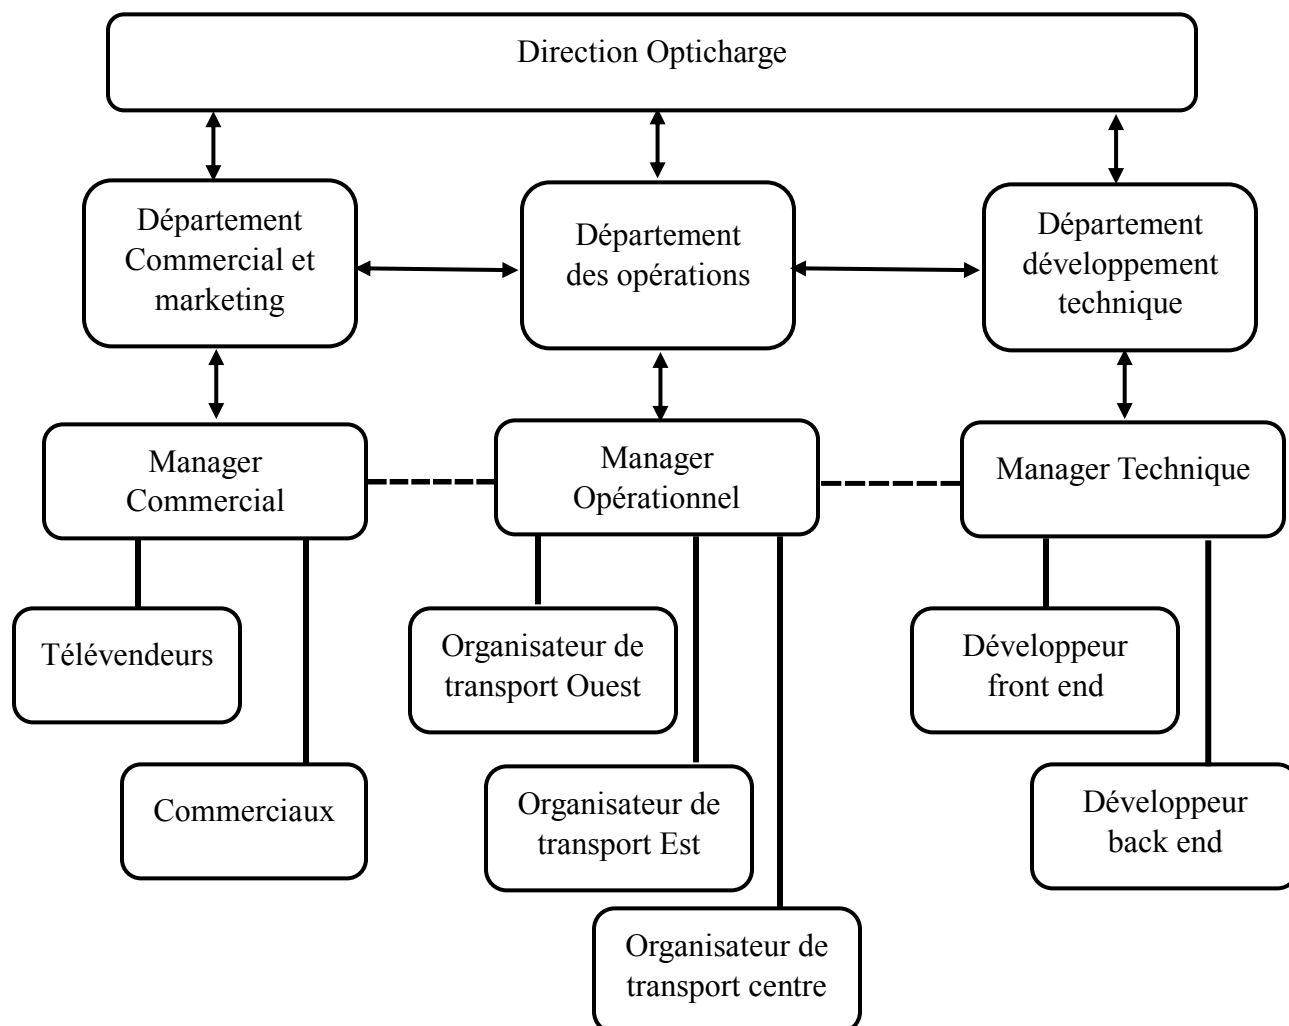 Direction Opticharge
Département
Commercial et
marketing
Département
des opérations
Département
développement
technique
Manager
Commercial
Manager
Opérationnel
Manager Technique
Télévendeurs
Organisateur de
transport Ouest
Développeur
front end
Commerciaux
Organisateur de
transport Est
Développeur
back end
Organisateur de
transport centre